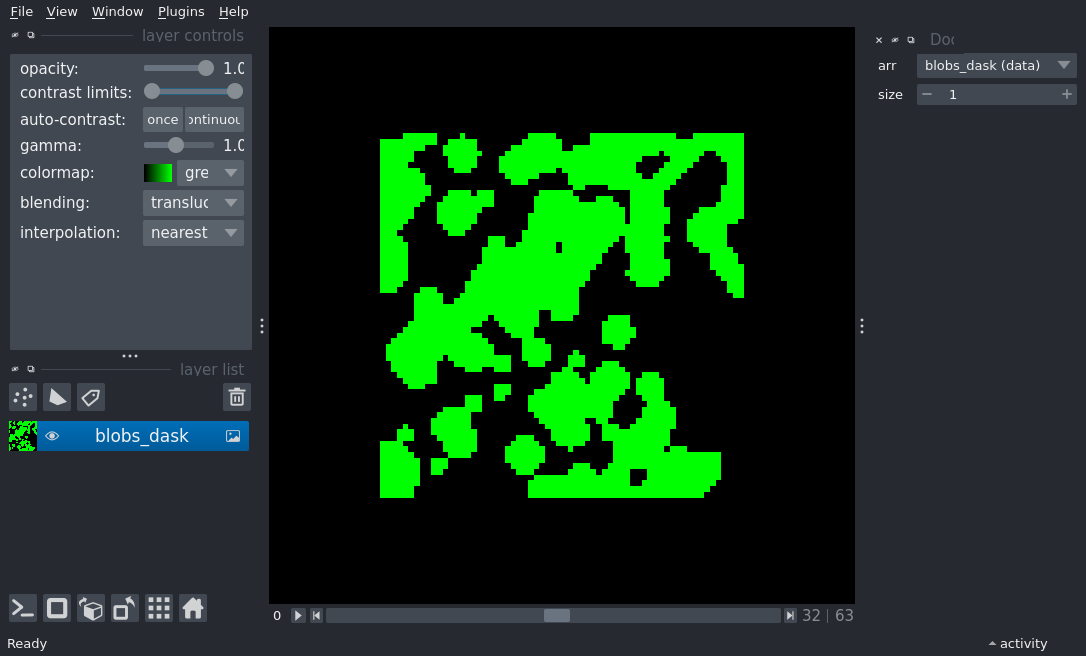 File View Window Plugins Help
layer controls
opacity: 1.0
contrast limits:
auto-contrast: once ontinuou
gamma: 1.0
colormap: gre
blending: transluc
interpolation: nearest
layer list
blobs_dask
0 32 | 63
Doc
arr blobs_dask (data)
size 1
Ready
activity